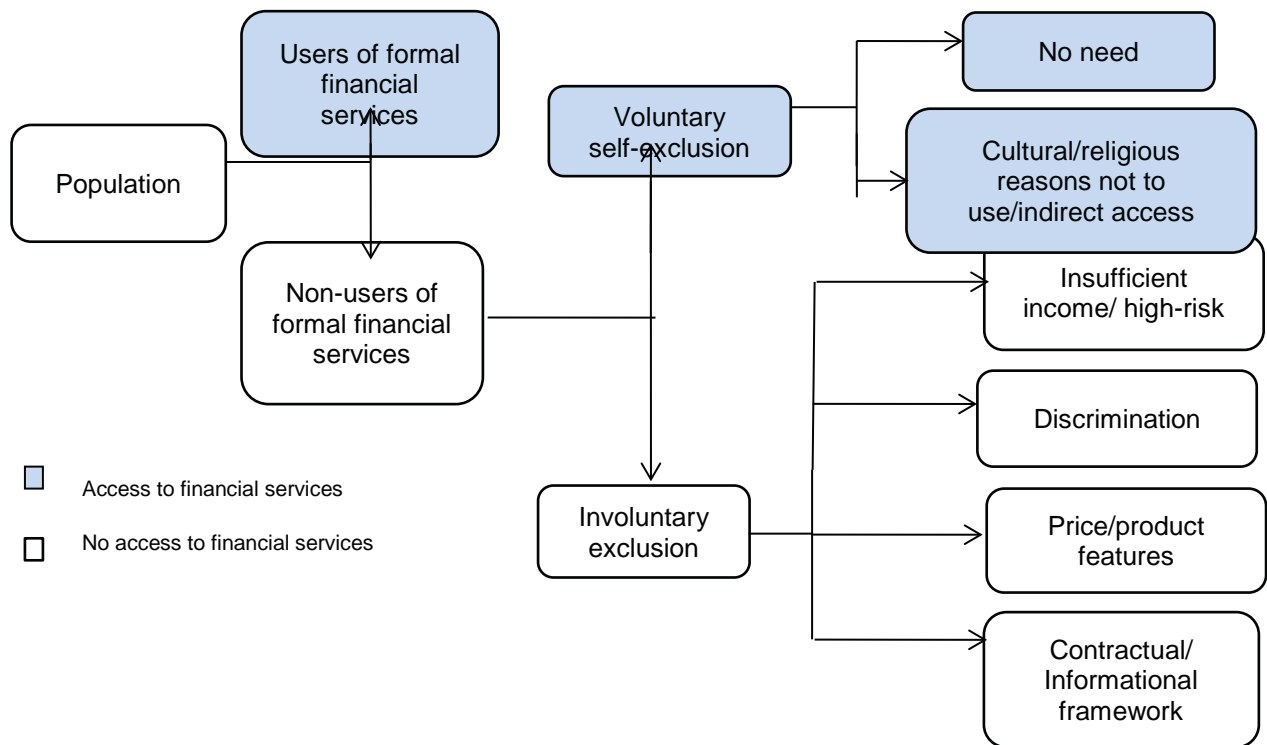 Users of formal
financial
services
No need
Voluntary
self-exclusion
Population
Cultural/religious
reasons not to
use/indirect access
Non-users of
formal financial
services
Insufficient
income/ high-risk
Discrimination
Access to financial services
No access to financial services
Involuntary
exclusion
Price/product
features
Contractual/
Informational
framework